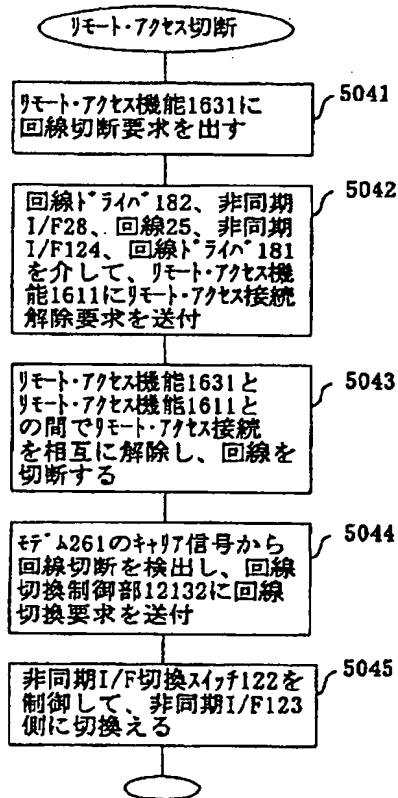 リモート・アクセス切断
5041
リモート・アクセス機能1631に
回線切断要求を出す
5042
回線ドライバ182、非同期
I/F28、回線25、非同期
I/F124、回線ドライバ181
を介して、リモート・アクセス機
能1611にリモート・アクセス接続
解除要求を送付
5043
リモート・アクセス機能1631と
リモート・アクセス機能1611と
の間でリモート・アクセス接続
を相互に解除し、回線を
切断する
5044
モデム261のキャリア信号から
回線切断を検出し、回線
切換制御部12132に回線
切換要求を送付
5045
非同期I/F切換スイッチ122を
制御して、非同期I/F123
側に切換える